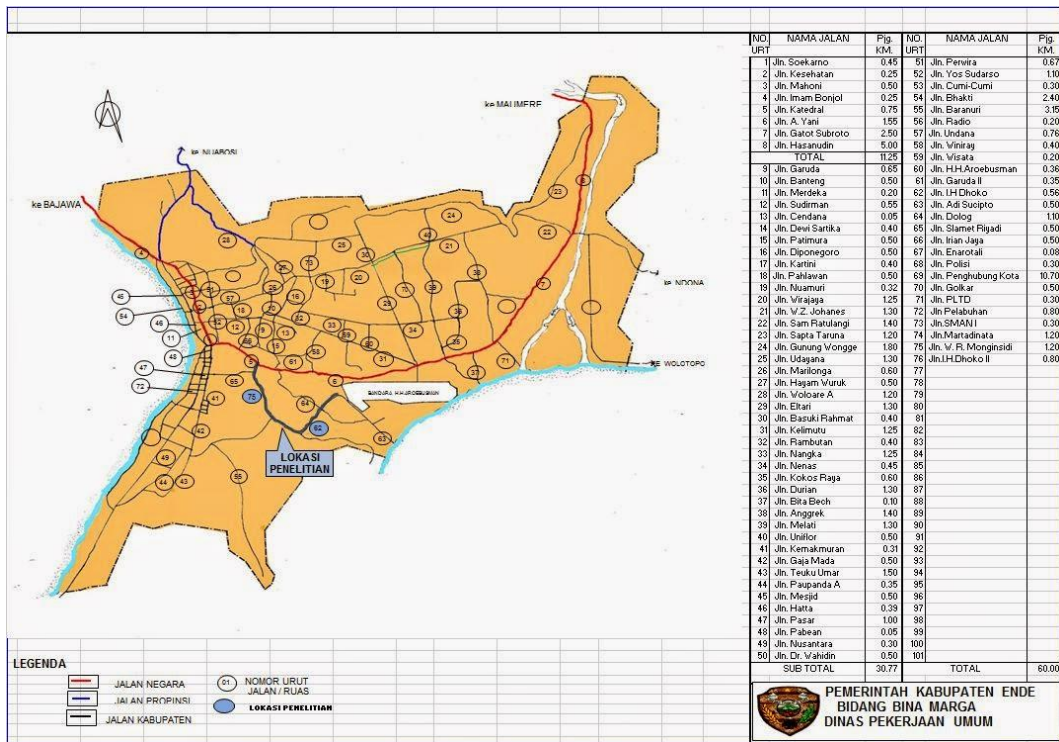 ke MAUMERE
ke NUABOSI
ke BAJAWA
ke NDONA
KE WOLOTOPO
BANDARA H.H.AROEBUSMAN
LOKASI
PENELITIAN
NO. URT NAMA JALAN Pjg. KM. NO. URT NAMA JALAN Pjg. KM.
1 Jln. Soekarno 0.45 51 Jln. Perwira 0.67
2 Jln. Kesehatan 0.25 52 Jln. Yos Sudarso 1.10
3 Jln. Mahoni 0.50 53 Jln. Cumi-Cumi 0.30
4 Jln. Imam Bonjol 0.25 54 Jln. Bhakti 2.40
5 Jln. Katedral 0.75 55 Jln. Baranuri 3.15
6 Jln. A. Yani 1.55 56 Jln. Radio 0.20
7 Jln. Gatot Subroto 2.50 57 Jln. Undana 0.76
8 Jln. Hasanudin 5.00 58 Jln. Winiray 0.40
TOTAL 11.25 59 Jln. Wisata 0.20
9 Jln. Garuda 0.65 60 Jln. H.H.Aroebusman 0.36
10 Jln. Banteng 0.50 61 Jln. Garuda II 0.35
11 Jln. Merdeka 0.20 62 Jln. I.H Dhoko 0.56
12 Jln. Sudirman 0.55 63 Jln. Adi Sucipto 0.50
13 Jln. Cendana 0.05 64 Jln. Dolog 1.10
14 Jln. Dewi Sartika 0.40 65 Jln. Slamet Riyadi 0.50
15 Jln. Patimura 0.50 66 Jln. Irian Jaya 0.50
16 Jln. Diponegoro 0.50 67 Jln. Enarotali 0.08
17 Jln. Kartini 0.40 68 Jln. Polisi 0.30
18 Jln. Pahlawan 0.50 69 Jln. Penghubung Kota 10.70
19 Jln. Nuamuri 0.32 70 Jln. Golkar 0.50
20 Jln. Wirajaya 1.25 71 Jln. PLTD 0.30
21 Jln. W.Z. Johanes 1.30 72 Jln Pelabuhan 0.80
22 Jln. Sam Ratulangi 1.40 73 Jln.SMAN I 0.30
23 Jln. Sapta Taruna 1.20 74 Jln.Martadinata 1.20
24 Jln. Gunung Wongge 1.80 75 Jln. W. R. Monginsidi 1.20
25 Jln. Udayana 1.30 76 Jln.I.H.Dhoko II 0.80
26 Jln. Marilonga 0.60 77
27 Jln. Hayam Wuruk 0.50 78
28 Jln. Woloare A 1.20 79
29 Jln. Eltari 1.30 80
30 Jln. Basuki Rahmat 0.40 81
31 Jln. Kelimutu 1.25 82
32 Jln. Rambutan 0.40 83
33 Jln. Nangka 1.25 84
34 Jln. Nenas 0.45 85
35 Jln. Kokos Raya 0.60 86
36 Jln. Durian 1.30 87
37 Jln. Bita Bech 0.10 88
38 Jln. Anggrek 1.40 89
39 Jln. Melati 1.30 90
40 Jln. Uniflor 0.50 91
41 Jln. Kemakmuran 0.31 92
42 Jln. Gaja Mada 0.50 93
43 Jln. Teuku Umar 1.50 94
44 Jln. Paupanda A 0.35 95
45 Jln. Mesjid 0.50 96
46 Jln. Hatta 0.39 97
47 Jln. Pasar 1.00 98
48 Jln. Pabean 0.05 99
49 Jln. Nusantara 0.30 100
50 Jln. Dr. Wahidin 0.50 101
SUB TOTAL 30.77 TOTAL 60.00
LEGENDA
JALAN NEGARA
JALAN PROPINSI
JALAN KABUPATEN
01 NOMOR URUT
JALAN / RUAS
LOKASI PENELITIAN
PEMERINTAH KABUPATEN ENDE
BIDANG BINA MARGA
DINAS PEKERJAAN UMUM